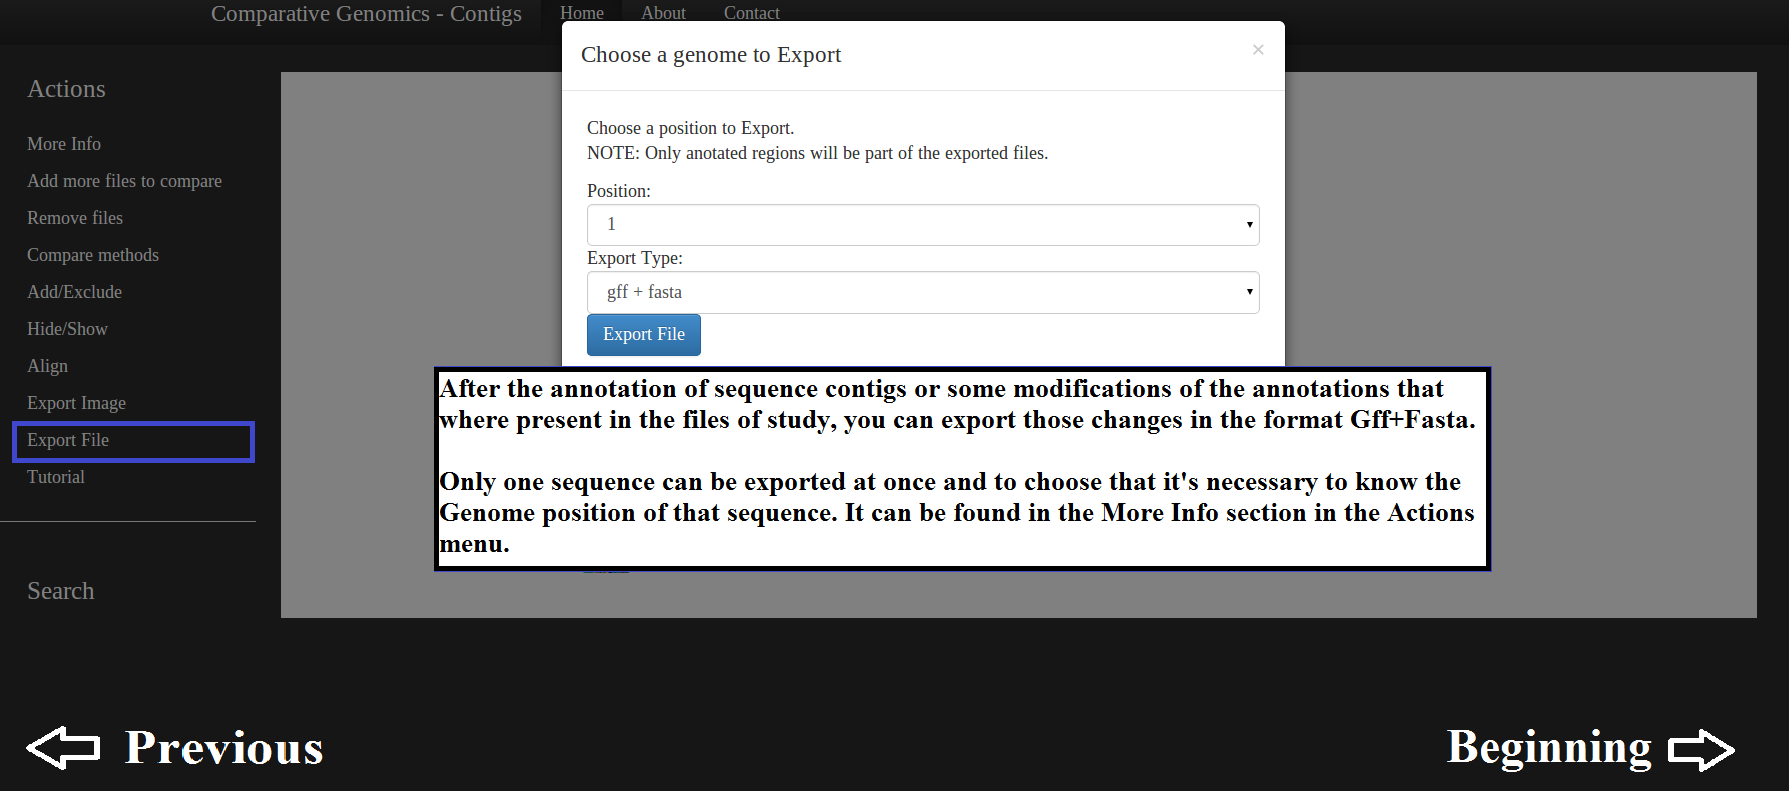 Comparative Genomics - Contigs
Home
About
Contact
Choose a genome to Export
×
Actions
More Info
Add more files to compare
Remove files
Compare methods
Add/Exclude
Hide/Show
Align
Export Image
Export File
Tutorial
Search
Choose a position to Export.
NOTE: Only anotated regions will be part of the exported files.
Position:
1
Export Type:
gff + fasta
Export File
After the annotation of sequence contigs or some modifications of the annotations that
where present in the files of study, you can export those changes in the format Gff+Fasta.
Only one sequence can be exported at once and to choose that it's necessary to know the
Genome position of that sequence. It can be found in the More Info section in the Actions
menu.
Previous
Beginning